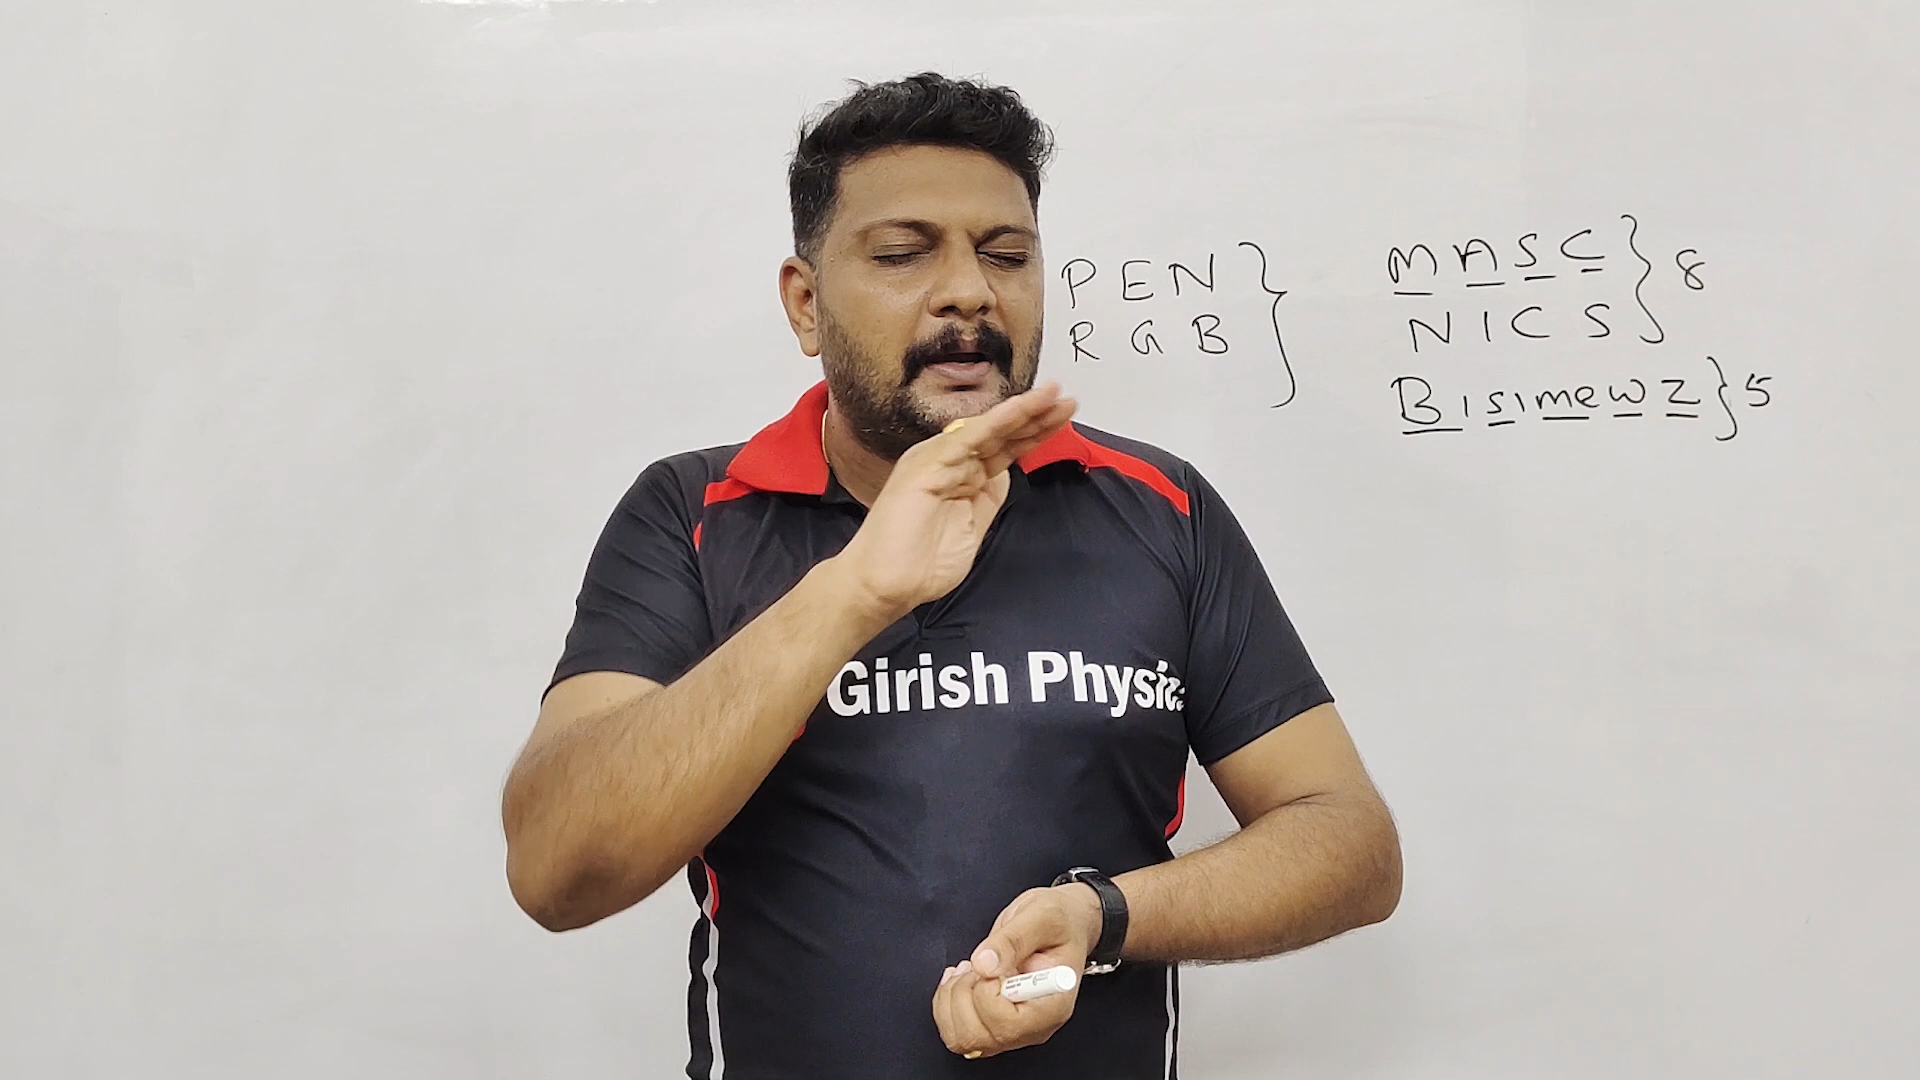 PEN }
RGB
MASC } 8
NICS
Bisimewz } 5
Girish Physics